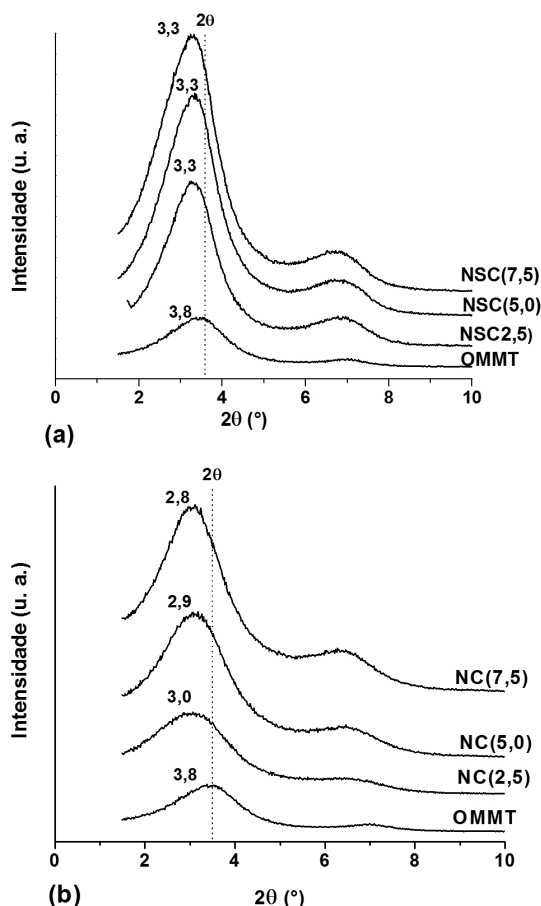 3,3
2θ
3,3
3,3
3,8
Intensidade (u. a.)
NSC(7,5)
NSC(5,0)
NSC2,5)
OMMT
0 2 4 6 8 10
2θ (°)
(a)
2θ
2,8
2,9
3,0
3,8
Intensidade (u. a.)
NC(7,5)
NC(5,0)
NC(2,5)
OMMT
0 2 4 6 8 10
2θ (°)
(b)